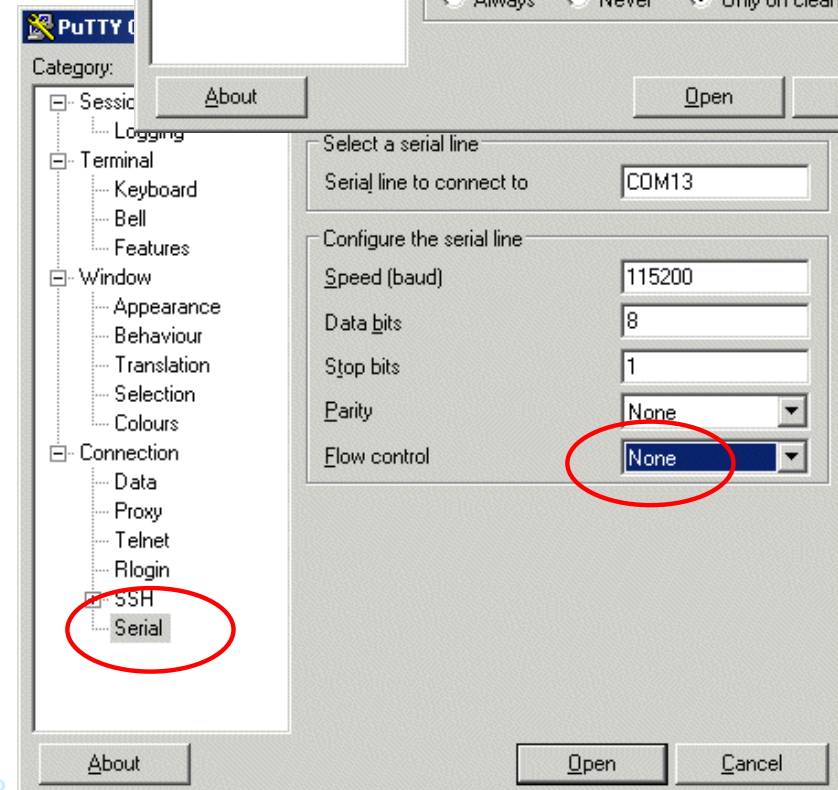 Always Never Only on clear
PuTTY
Category:
About
Open
Session
Logging
Terminal
Keyboard
Bell
Features
Window
Appearance
Behaviour
Translation
Selection
Colours
Connection
Data
Proxy
Telnet
Rlogin
SSH
Serial
Select a serial line
Serial line to connect to COM13
Configure the serial line
Speed (baud) 115200
Data bits 8
Stop bits 1
Parity None
Flow control None
About
Open
Cancel